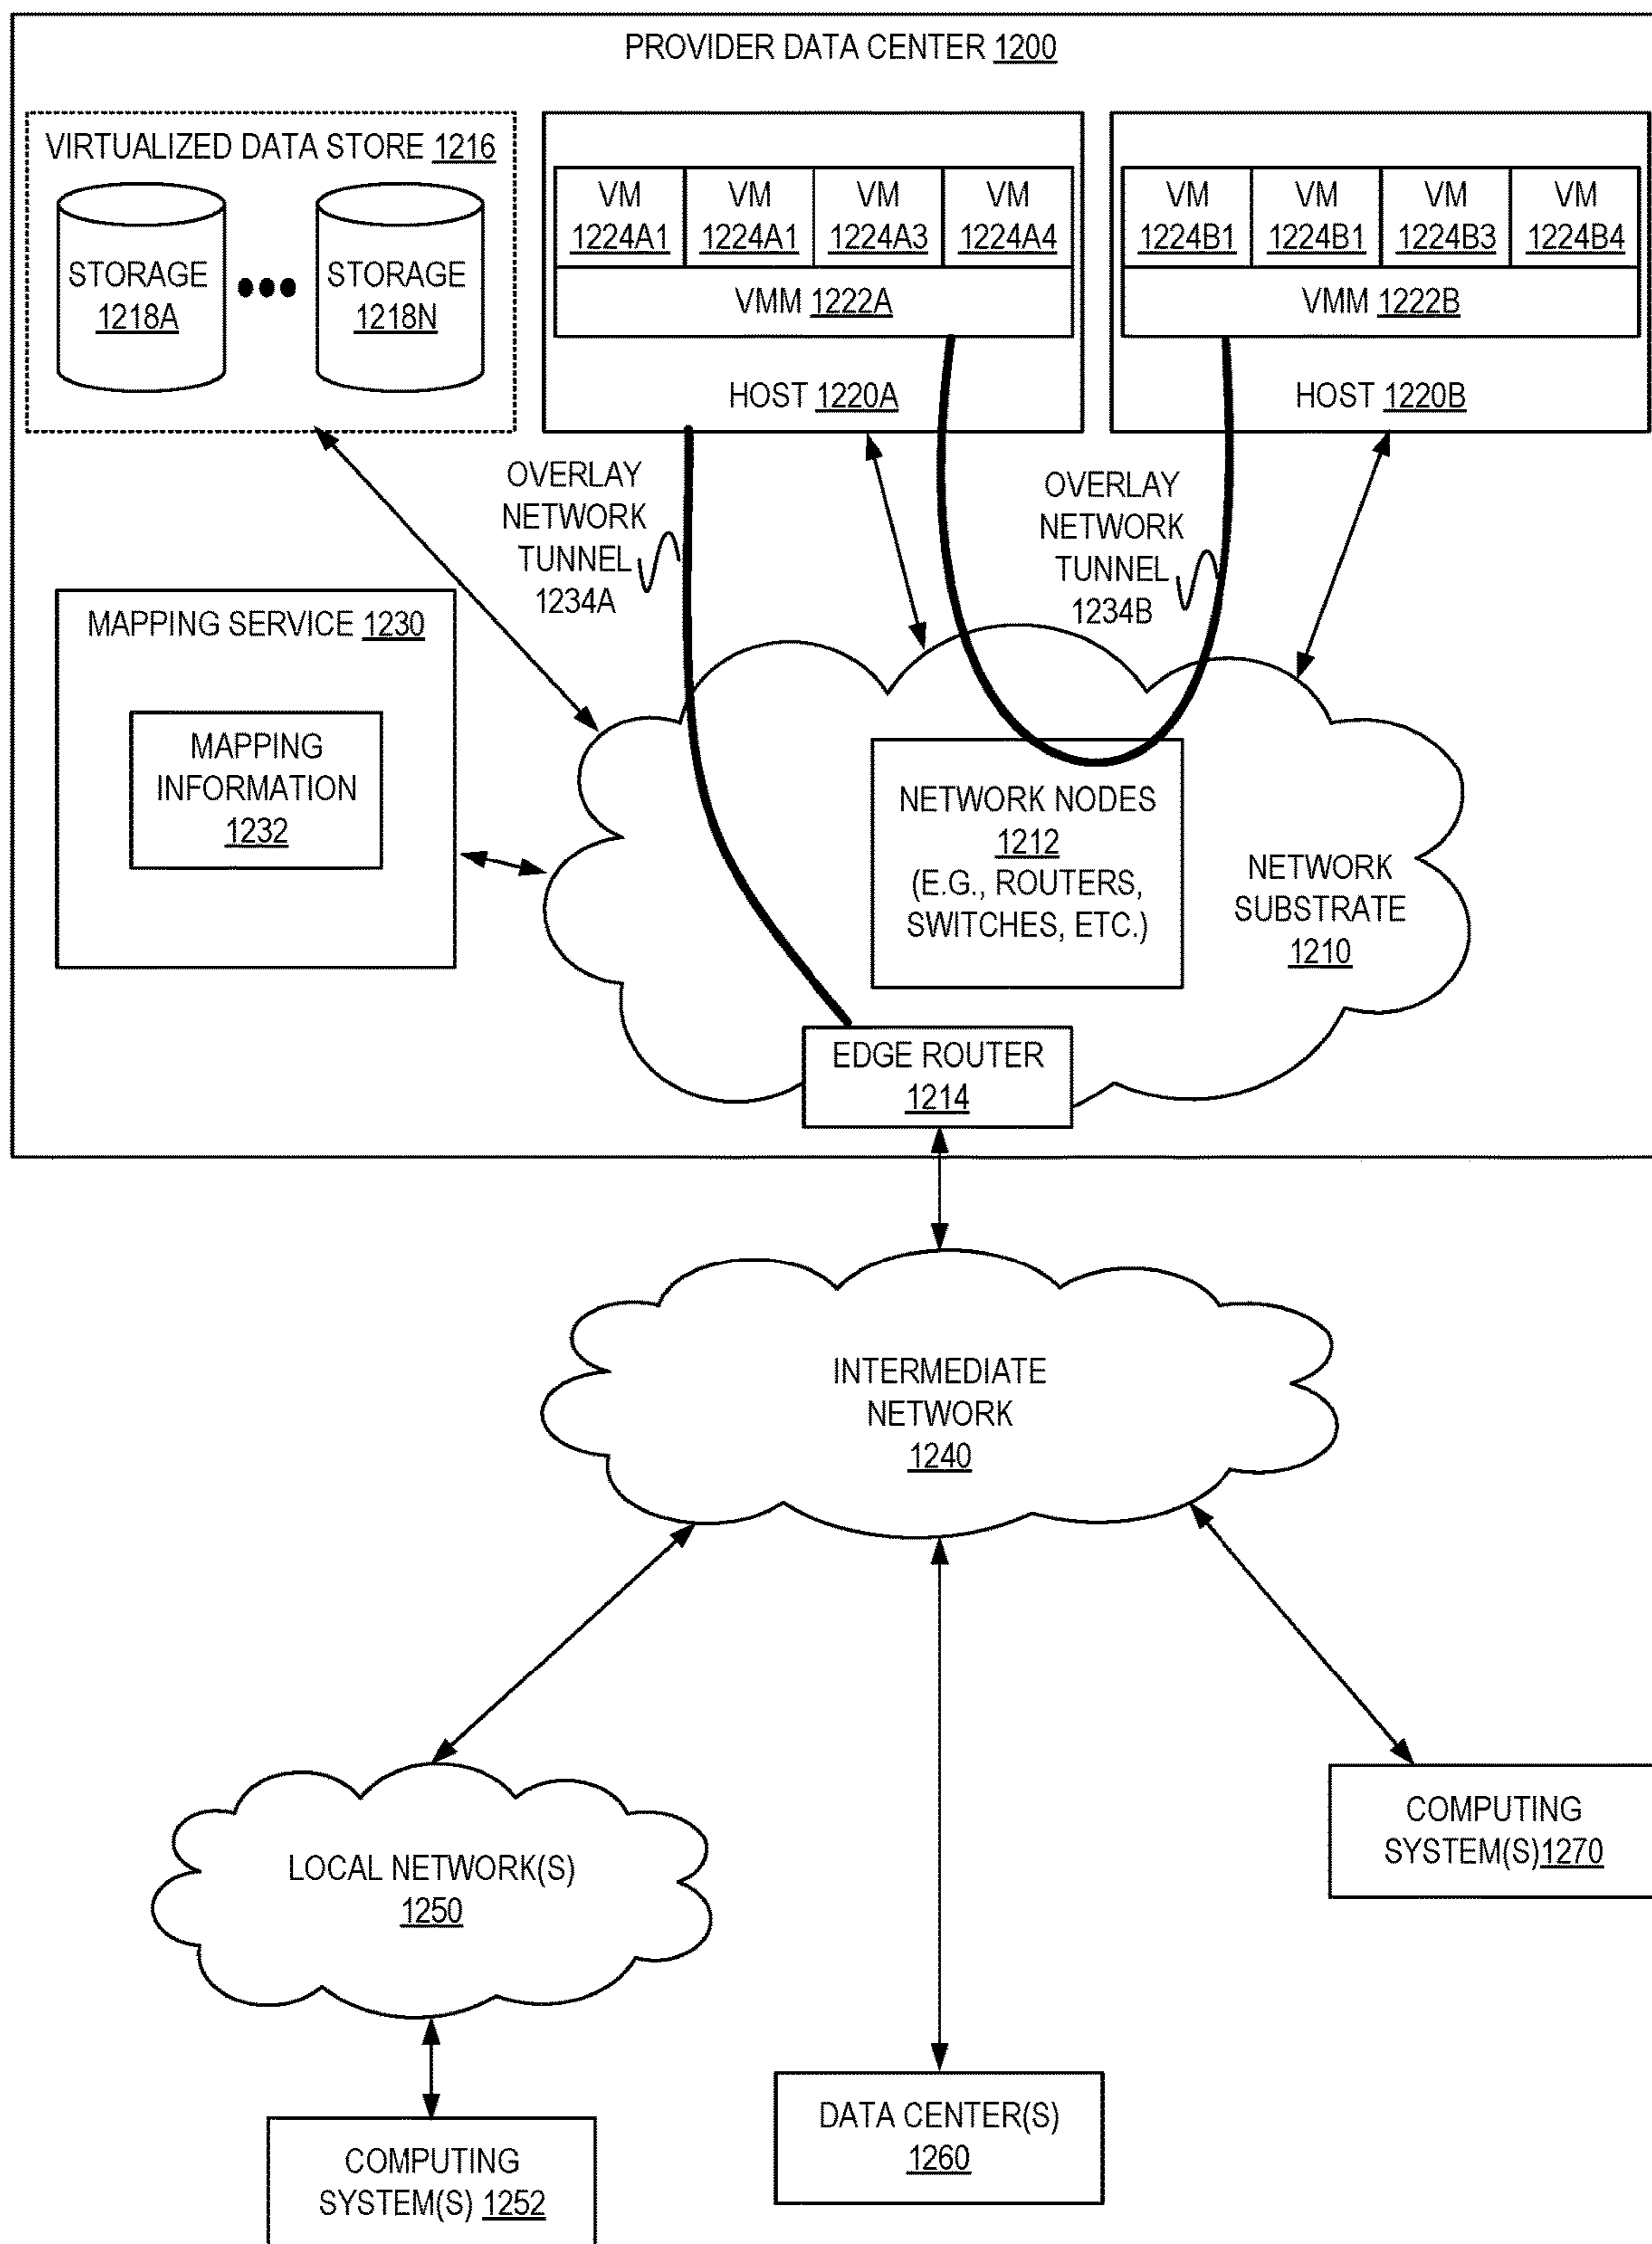 PROVIDER DATA CENTER 1200
VIRTUALIZED DATA STORE 1216
STORAGE
1218A
STORAGE
1218N
VM
1224A1
VM
1224A1
VM
1224A3
VM
1224A4
VMM 1222A
HOST 1220A
VM
1224B1
VM
1224B1
VM
1224B3
VM
1224B4
VMM 1222B
HOST 1220B
OVERLAY
NETWORK
TUNNEL
1234A
OVERLAY
NETWORK
TUNNEL
1234B
MAPPING SERVICE 1230
MAPPING
INFORMATION
1232
NETWORK NODES
1212
(E.G., ROUTERS,
SWITCHES, ETC.)
NETWORK
SUBSTRATE
1210
EDGE ROUTER
1214
INTERMEDIATE
NETWORK
1240
LOCAL NETWORK(S)
1250
COMPUTING
SYSTEM(S)1270
DATA CENTER(S)
1260
COMPUTING
SYSTEM(S) 1252